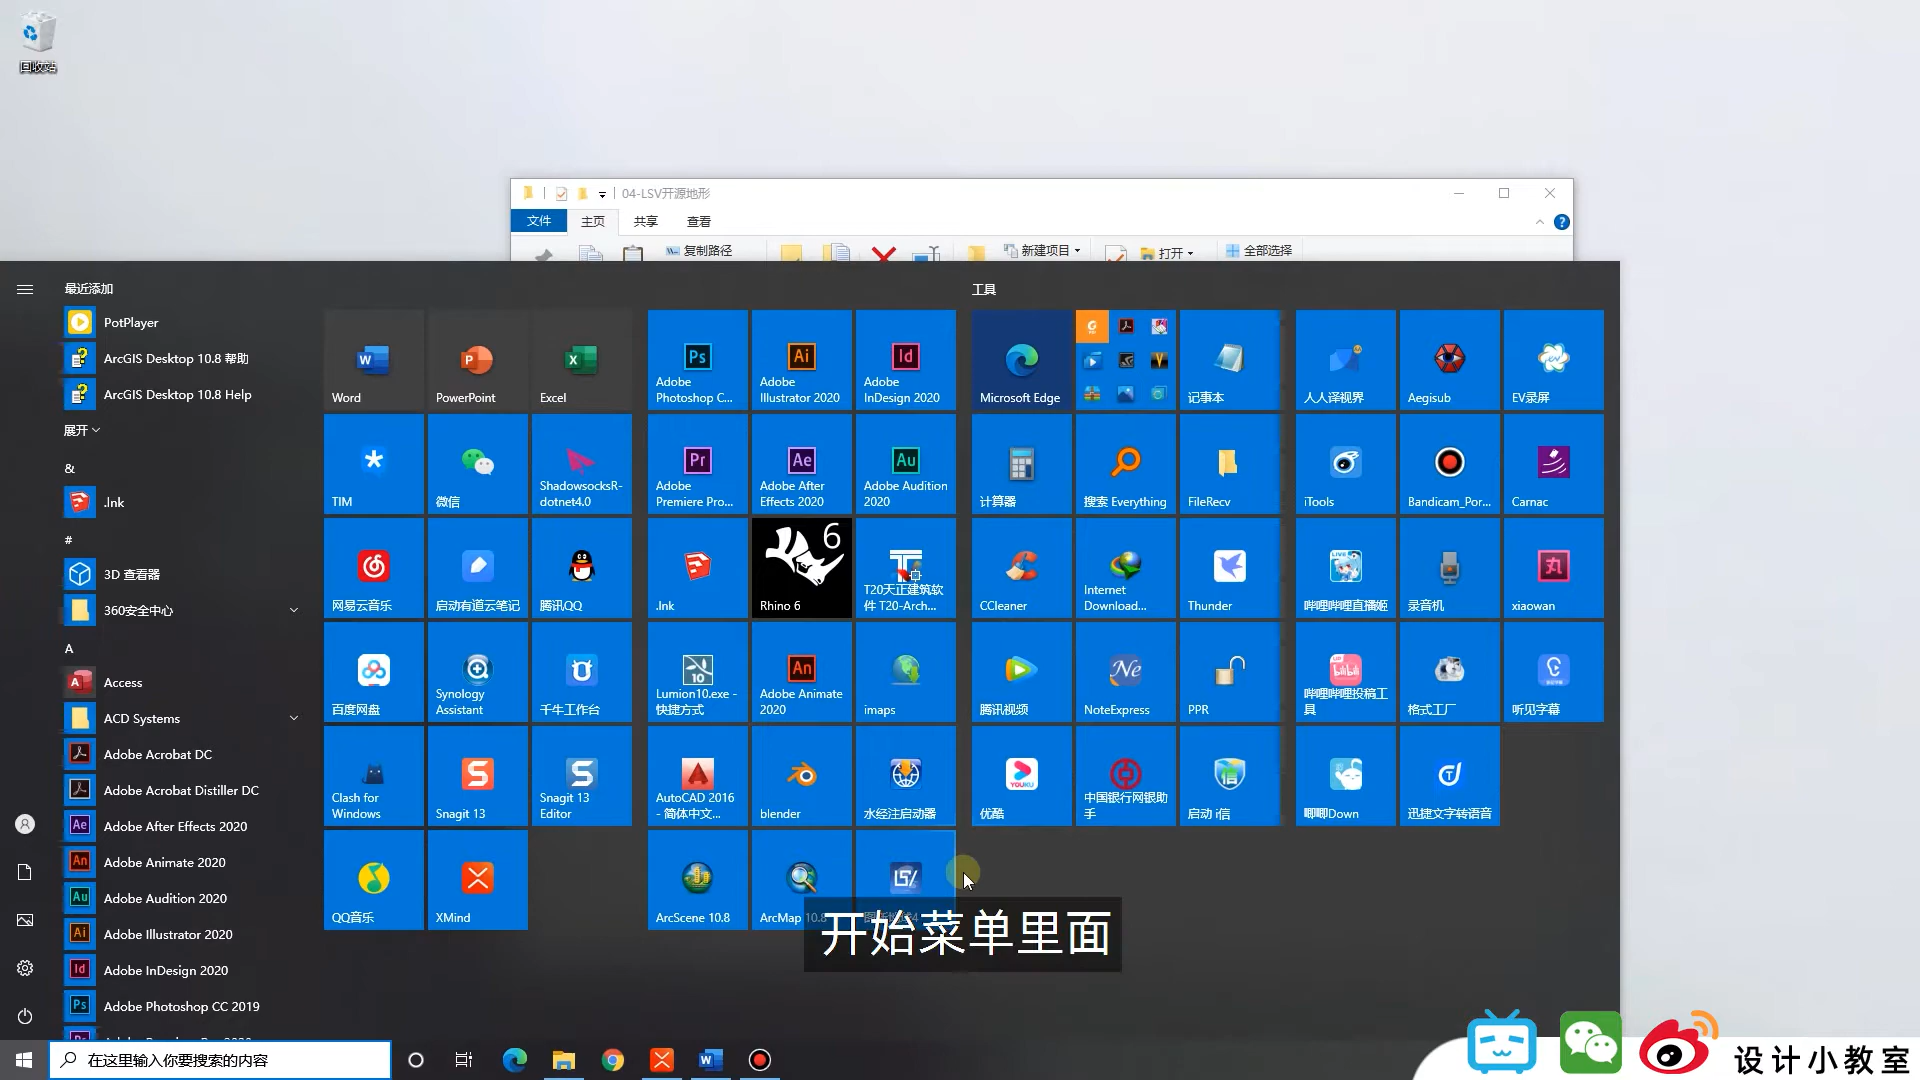 回收站
04-LSV开源地形
文件
主页
共享
查看
复制路径
新建项目
打开
全部选择
最近添加
PotPlayer
ArcGIS Desktop 10.8 帮助
ArcGIS Desktop 10.8 Help
展开
&
.lnk
#
3D 查看器
360安全中心
A
Access
ACD Systems
Adobe Acrobat DC
Adobe Acrobat Distiller DC
Adobe After Effects 2020
Adobe Animate 2020
Adobe Audition 2020
Adobe Illustrator 2020
Adobe InDesign 2020
Adobe Photoshop CC 2019
Word
PowerPoint
Excel
TIM
微信
ShadowsocksR-
dotnet4.0
网易云音乐
启动有道云笔记
腾讯QQ
百度网盘
Synology
Assistant
千牛工作台
Clash for
Windows
Snagit 13
Snagit 13
Editor
QQ音乐
XMind
Adobe
Photoshop C...
Adobe
Illustrator 2020
Adobe
InDesign 2020
Adobe
Premiere Pro...
Adobe After
Effects 2020
Adobe Audition
2020
.lnk
6
Rhino 6
T20天正建筑软
件 T20-Arch...
Lumion10.exe -
快捷方式
Adobe Animate
2020
imaps
AutoCAD 2016
- 简体中文...
blender
水经注启动器
ArcScene 10.8
ArcMap 10.8
工具
Microsoft Edge
记事本
计算器
搜索 Everything
FileRecv
CCleaner
Internet
Download...
Thunder
腾讯视频
NoteExpress
PPR
优酷
中国银行网银助
手
启动 i信
人人译视界
Aegisub
EV录屏
iTools
Bandicam_Por...
Carnac
哔哩哔哩直播姬
录音机
xiaowan
哔哩哔哩投稿工
具
格式工厂
听见字幕
唧唧Down
迅捷文字转语音
开始菜单里面
在这里输入你要搜索的内容
设计小教室